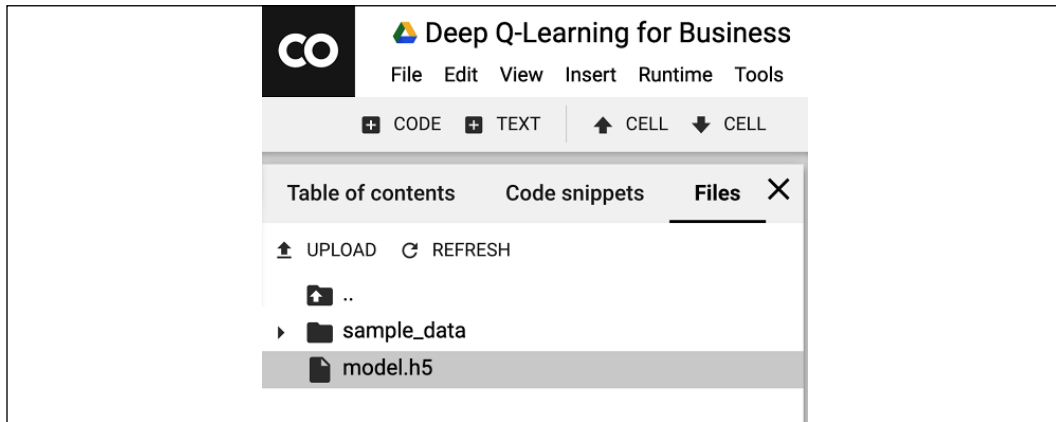 CO
Deep Q-Learning for Business
File Edit View Insert Runtime Tools
CODE TEXT CELL CELL
Table of contents Code snippets Files
UPLOAD REFRESH
..
sample_data
model.h5